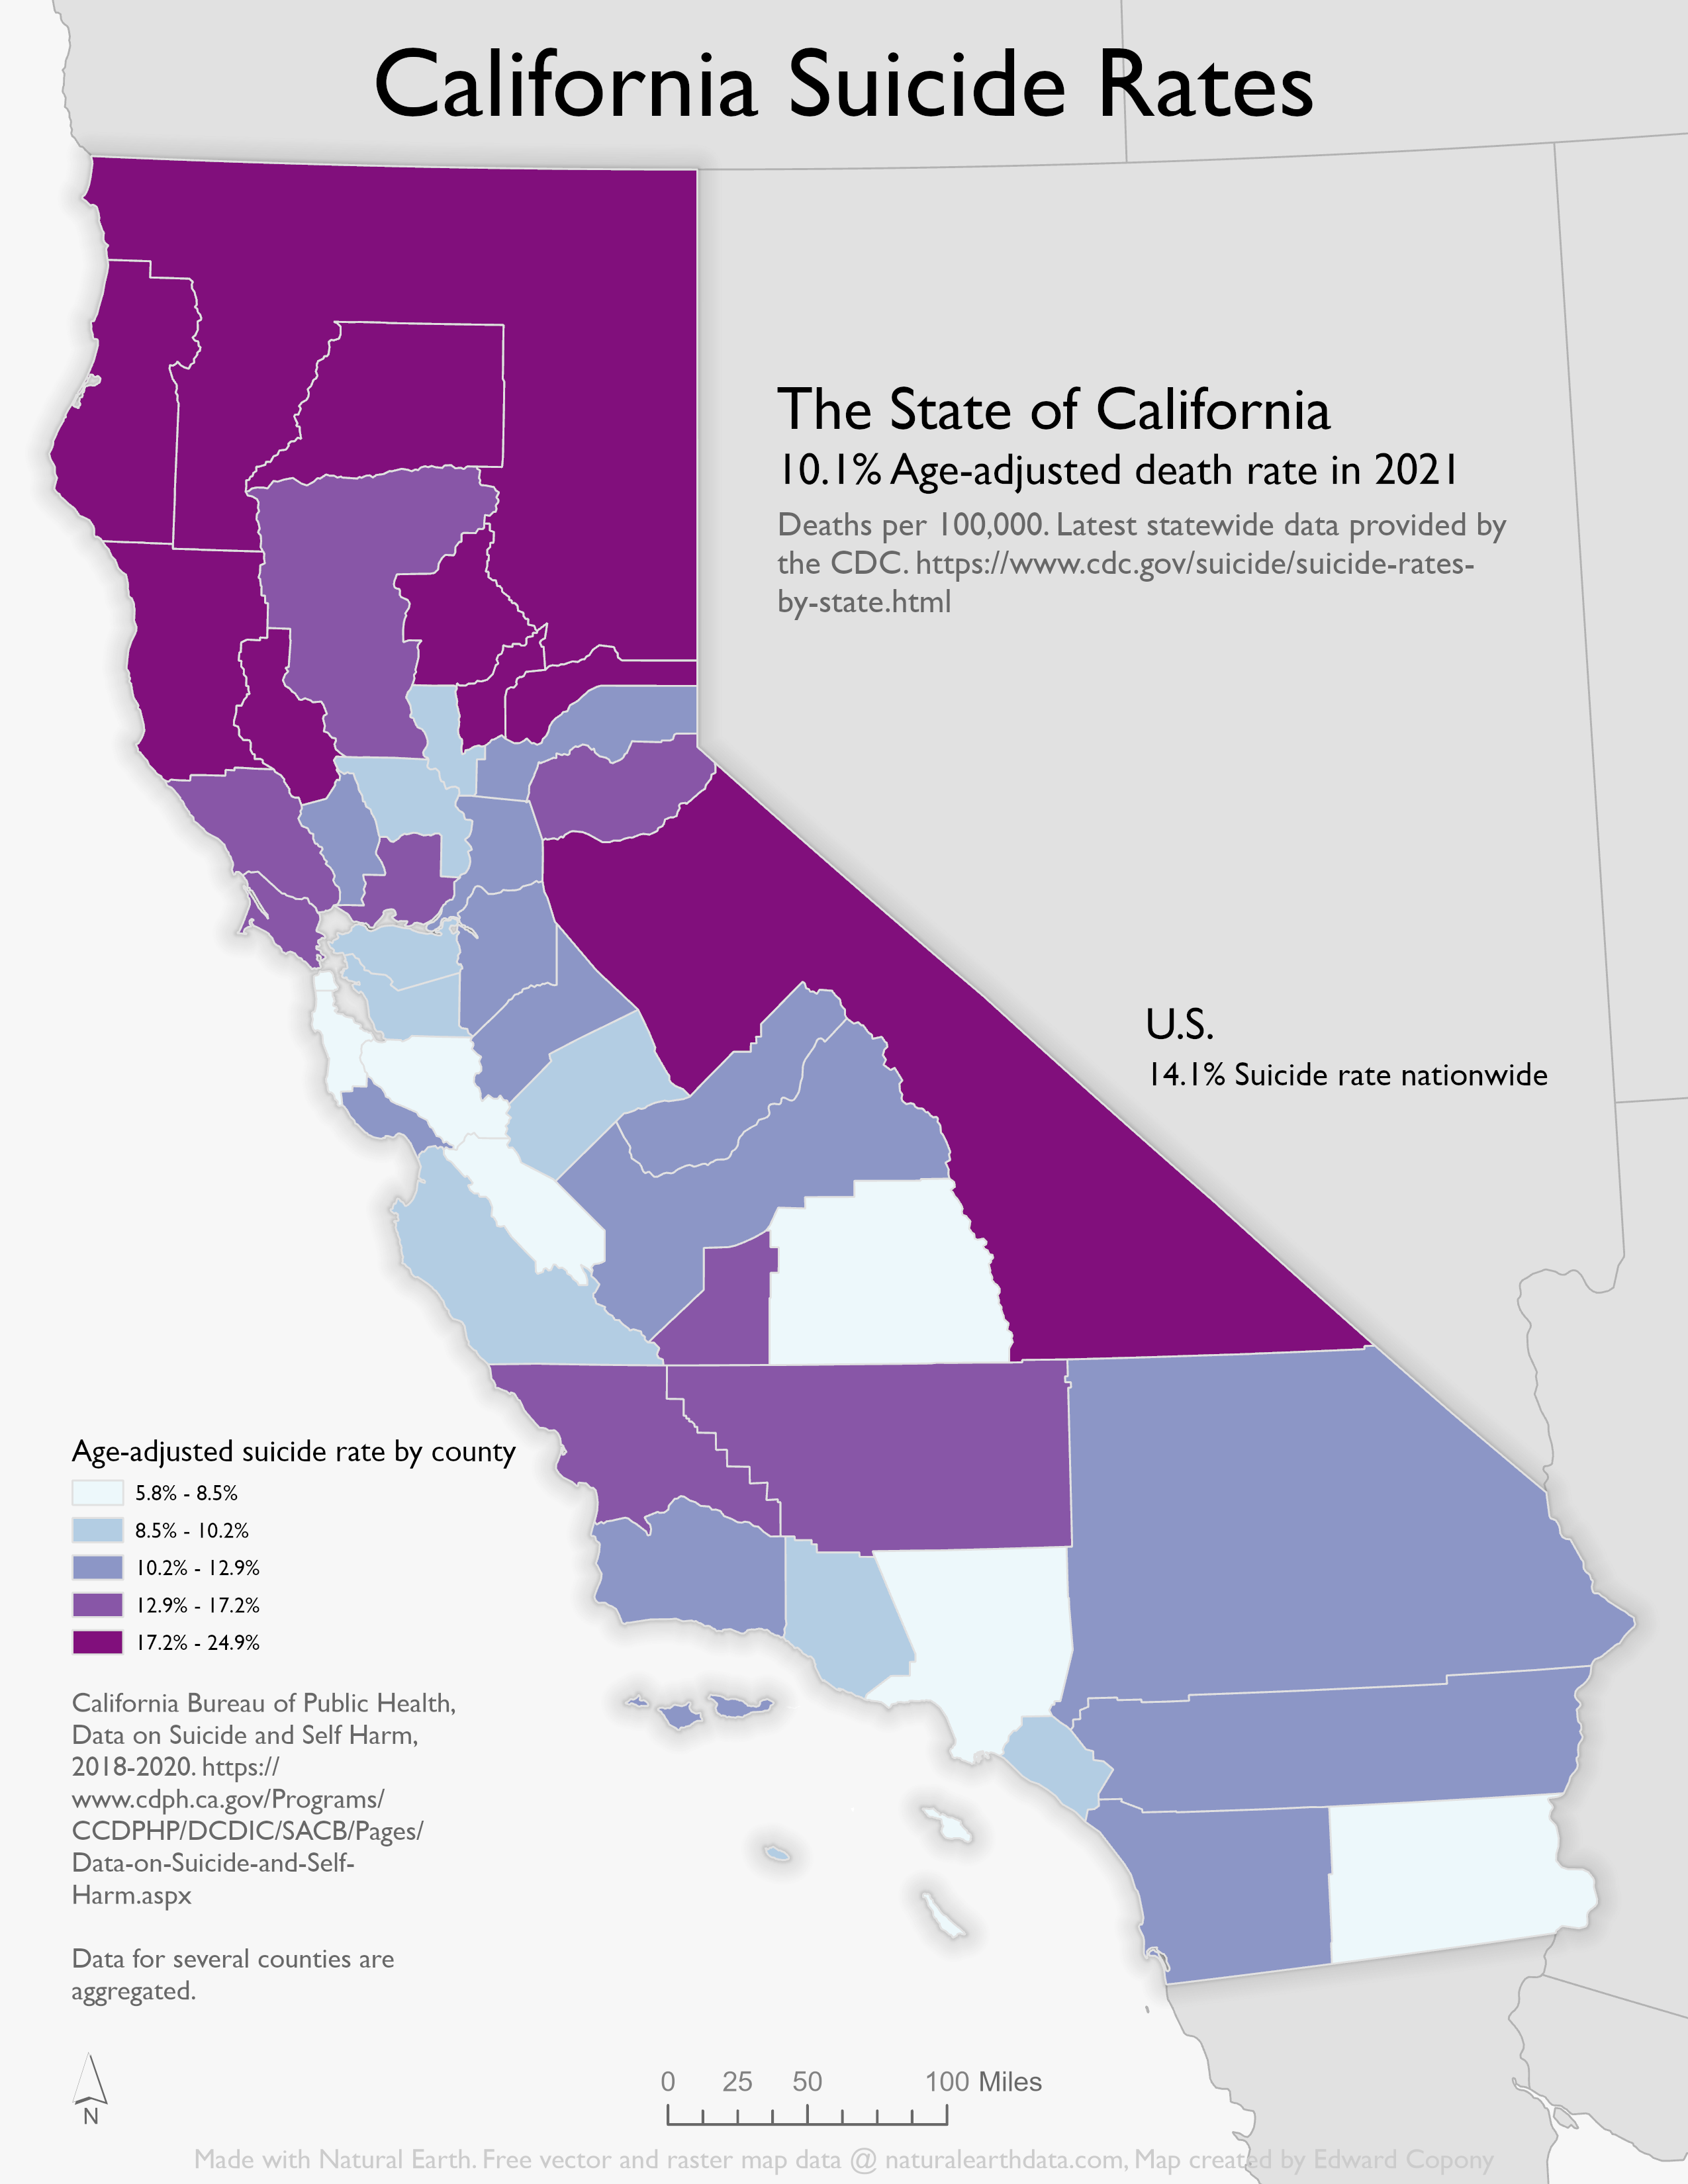 California Suicide Rates
The State of California
10.1% Age-adjusted death rate in 2021
Deaths per 100,000. Latest statewide data provided by
the CDC. https://www.cdc.gov/suicide/suicide-rates-
by-state.html
U.S.
14.1% Suicide rate nationwide
Age-adjusted suicide rate by county
5.8% - 8.5%
8.5% - 10.2%
10.2% - 12.9%
12.9% - 17.2%
17.2% - 24.9%
California Bureau of Public Health,
Data on Suicide and Self Harm,
2018-2020. https://
www.cdph.ca.gov/Programs/
CCDPHP/DCDIC/SACB/Pages/
Data-on-Suicide-and-Self-
Harm.aspx
Data for several counties are
aggregated.
N
0 25 50 100 Miles
Made with Natural Earth. Free vector and raster map data @ naturalearthdata.com, Map created by Edward Copony